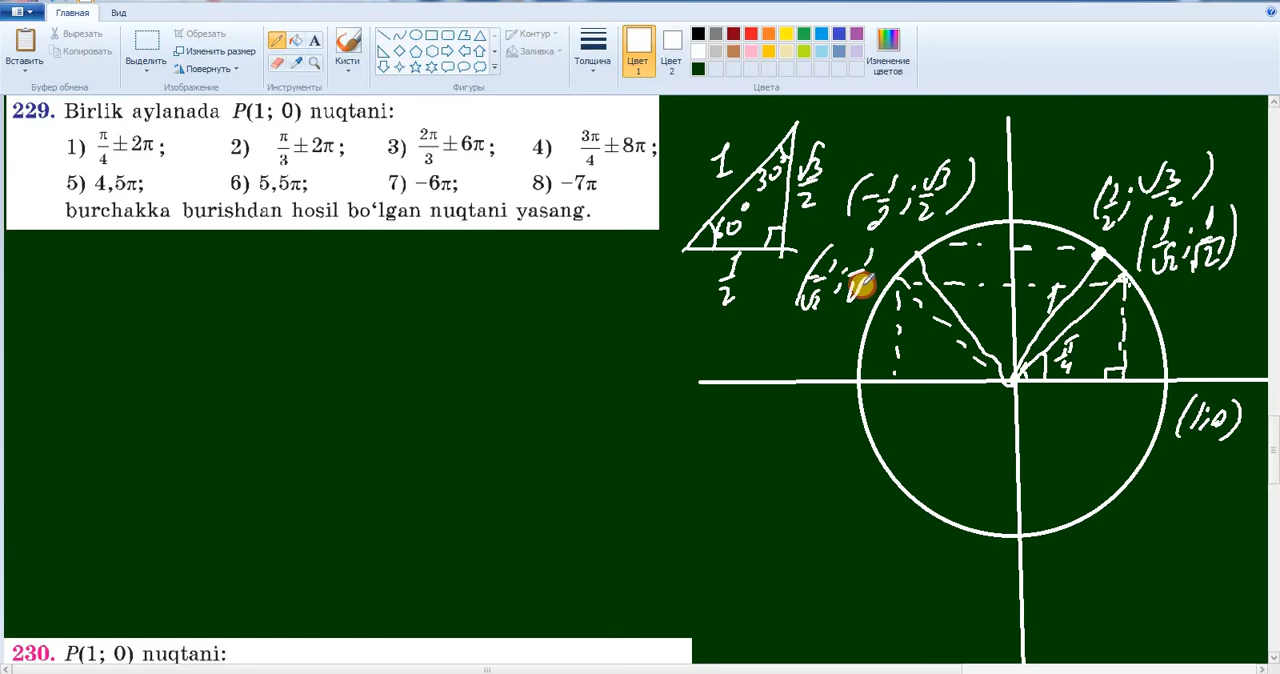 Главная Вид
Вставить
Буфер обмена
Вырезать
Копировать
Выделить
Обрезать
Изменить размер
Повернуть
Изображение
A
Инструменты
Кисти
Контур
Заливка
Фигуры
Толщина
Цвет 1
Цвет 2
Изменение цветов
Цвета
229. Birlik aylanada P(1; 0) nuqtani:
1) π/4 ± 2π; 2) π/3 ± 2π; 3) 2π/3 ± 6π; 4) 3π/4 ± 8π;
5) 4,5π; 6) 5,5π; 7) −6π; 8) −7π
burchakka burishdan hosil bo‘lgan nuqtani yasang.
1
30°
√3/2
60°
1/2
(-1/2; √3/2)
(1/2; √3/2)
(1/√2; 1/√2)
1
π/4
(1;0)
230. P(1; 0) nuqtani: